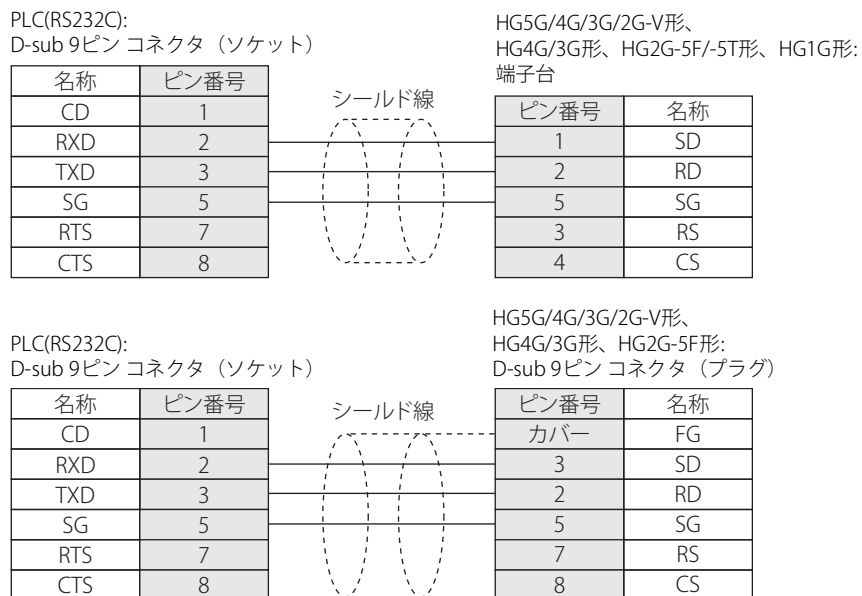 PLC(RS232C):
D-sub 9ピン コネクタ（ソケット）
HG5G/4G/3G/2G-V形、
HG4G/3G形、HG2G-5F/-5T形、HG1G形:
端子台
名称 ピン番号
CD 1
RXD 2
TXD 3
SG 5
RTS 7
CTS 8
シールド線
ピン番号 名称
1 SD
2 RD
5 SG
3 RS
4 CS
PLC(RS232C):
D-sub 9ピン コネクタ（ソケット）
HG5G/4G/3G/2G-V形、
HG4G/3G形、HG2G-5F形:
D-sub 9ピン コネクタ（プラグ）
名称 ピン番号
CD 1
RXD 2
TXD 3
SG 5
RTS 7
CTS 8
シールド線
ピン番号 名称
カバー FG
3 SD
2 RD
5 SG
7 RS
8 CS